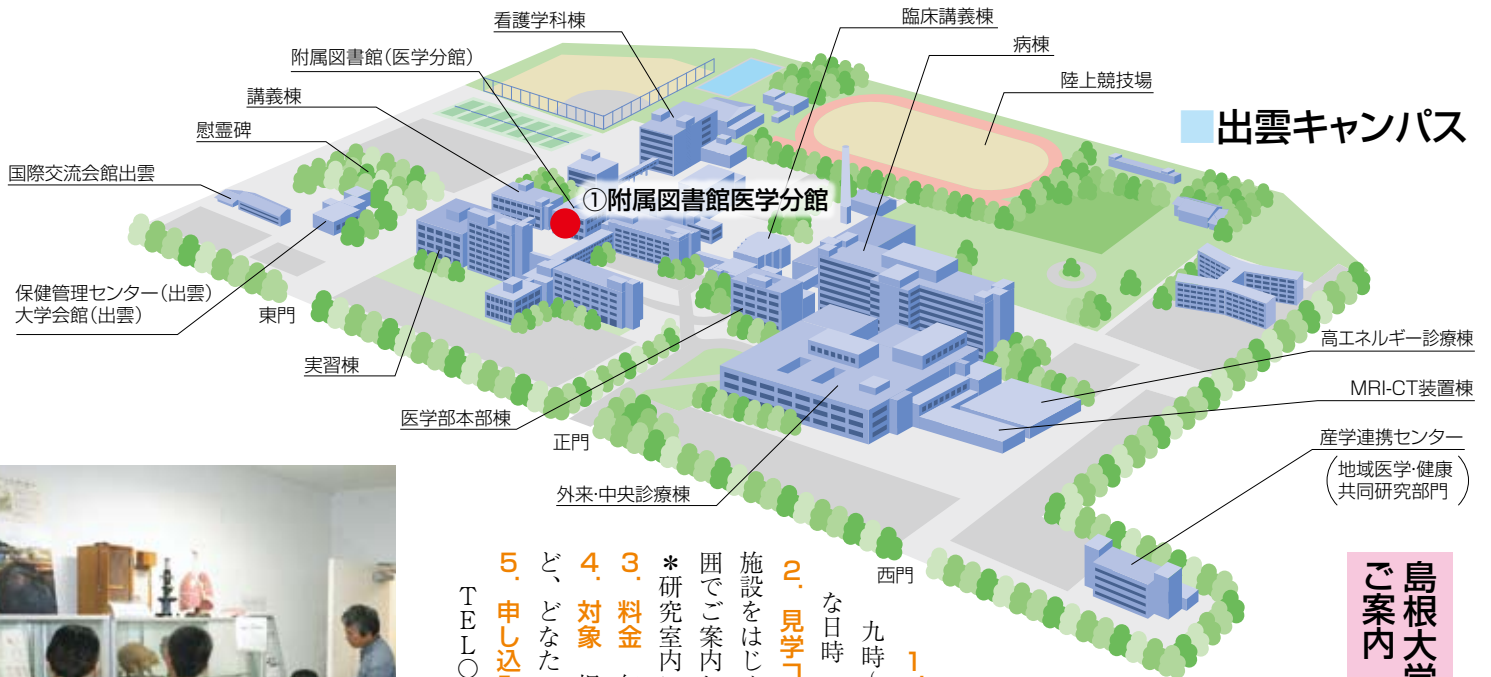 看護学科棟
臨床講義棟
附属図書館(医学分館)
病棟
講義棟
陸上競技場
慰霊碑
■出雲キャンパス
国際交流会館出雲
①附属図書館医学分館
保健管理センター(出雲)
大学会館(出雲)
東門
実習棟
高エネルギー診療棟
MRI-CT装置棟
医学部本部棟
正門
産学連携センター
(地域医学・健康
共同研究部門)
外来・中央診療棟
西門
島根大学
ご案内
1
九時(
な日時
2. 見学コ
施設をはじ
囲でご案内
*研究室内
3. 料金
4. 対象
ど、どなた
5. 申し込
TEL〇